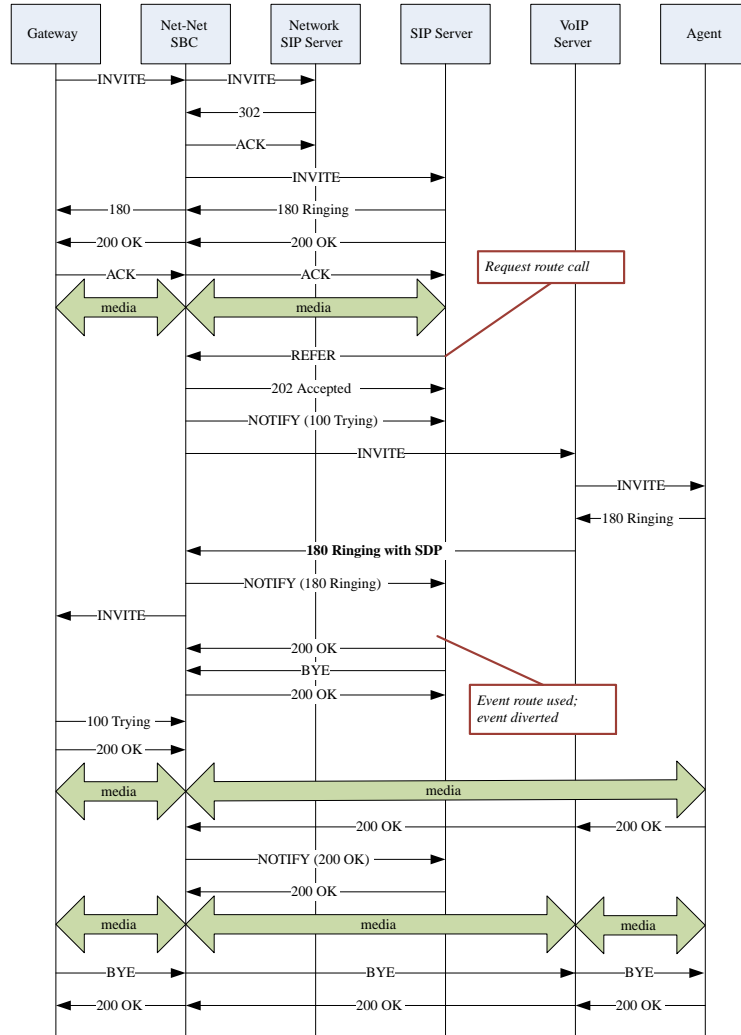 Gateway
Net-Net
SBC
Network
SIP Server
SIP Server
VoIP
Server
Agent
INVITE
INVITE
302
ACK
INVITE
180
180 Ringing
200 OK
200 OK
ACK
ACK
Request route call
media
media
REFER
202 Accepted
NOTIFY (100 Trying)
INVITE
INVITE
180 Ringing
180 Ringing with SDP
NOTIFY (180 Ringing)
INVITE
200 OK
BYE
200 OK
Event route used;
event diverted
100 Trying
200 OK
media
media
200 OK
200 OK
NOTIFY (200 OK)
200 OK
media
media
media
BYE
BYE
BYE
200 OK
200 OK
200 OK